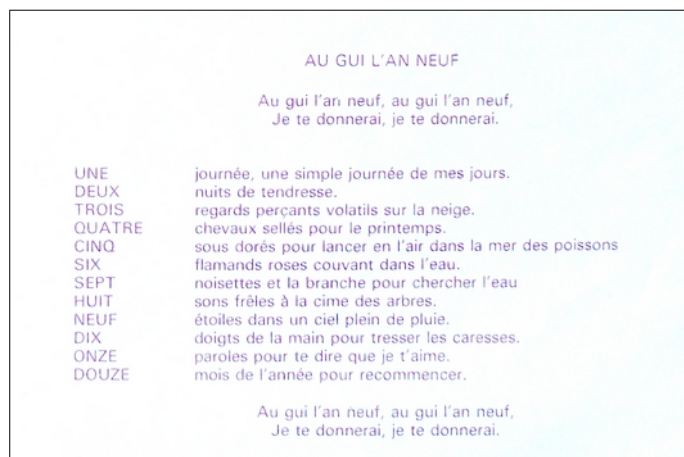 AU GUI L'AN NEUF
Au gui l'an neuf, au gui l'an neuf,
Je te donnerai, je te donnerai.
UNE journée, une simple journée de mes jours.
DEUX nuits de tendresse.
TROIS regards perçants volatils sur la neige.
QUATRE chevaux sellés pour le printemps.
CINQ sous dorés pour lancer en l'air dans la mer des poissons
SIX flamands roses couvant dans l'eau.
SEPT noisettes et la branche pour chercher l'eau
HUIT sons frêles à la cime des arbres.
NEUF étoiles dans un ciel plein de pluie.
DIX doigts de la main pour tresser les caresses.
ONZE paroles pour te dire que je t'aime.
DOUZE mois de l'année pour recommencer.
Au gui l'an neuf, au gui l'an neuf,
Je te donnerai, je te donnerai.